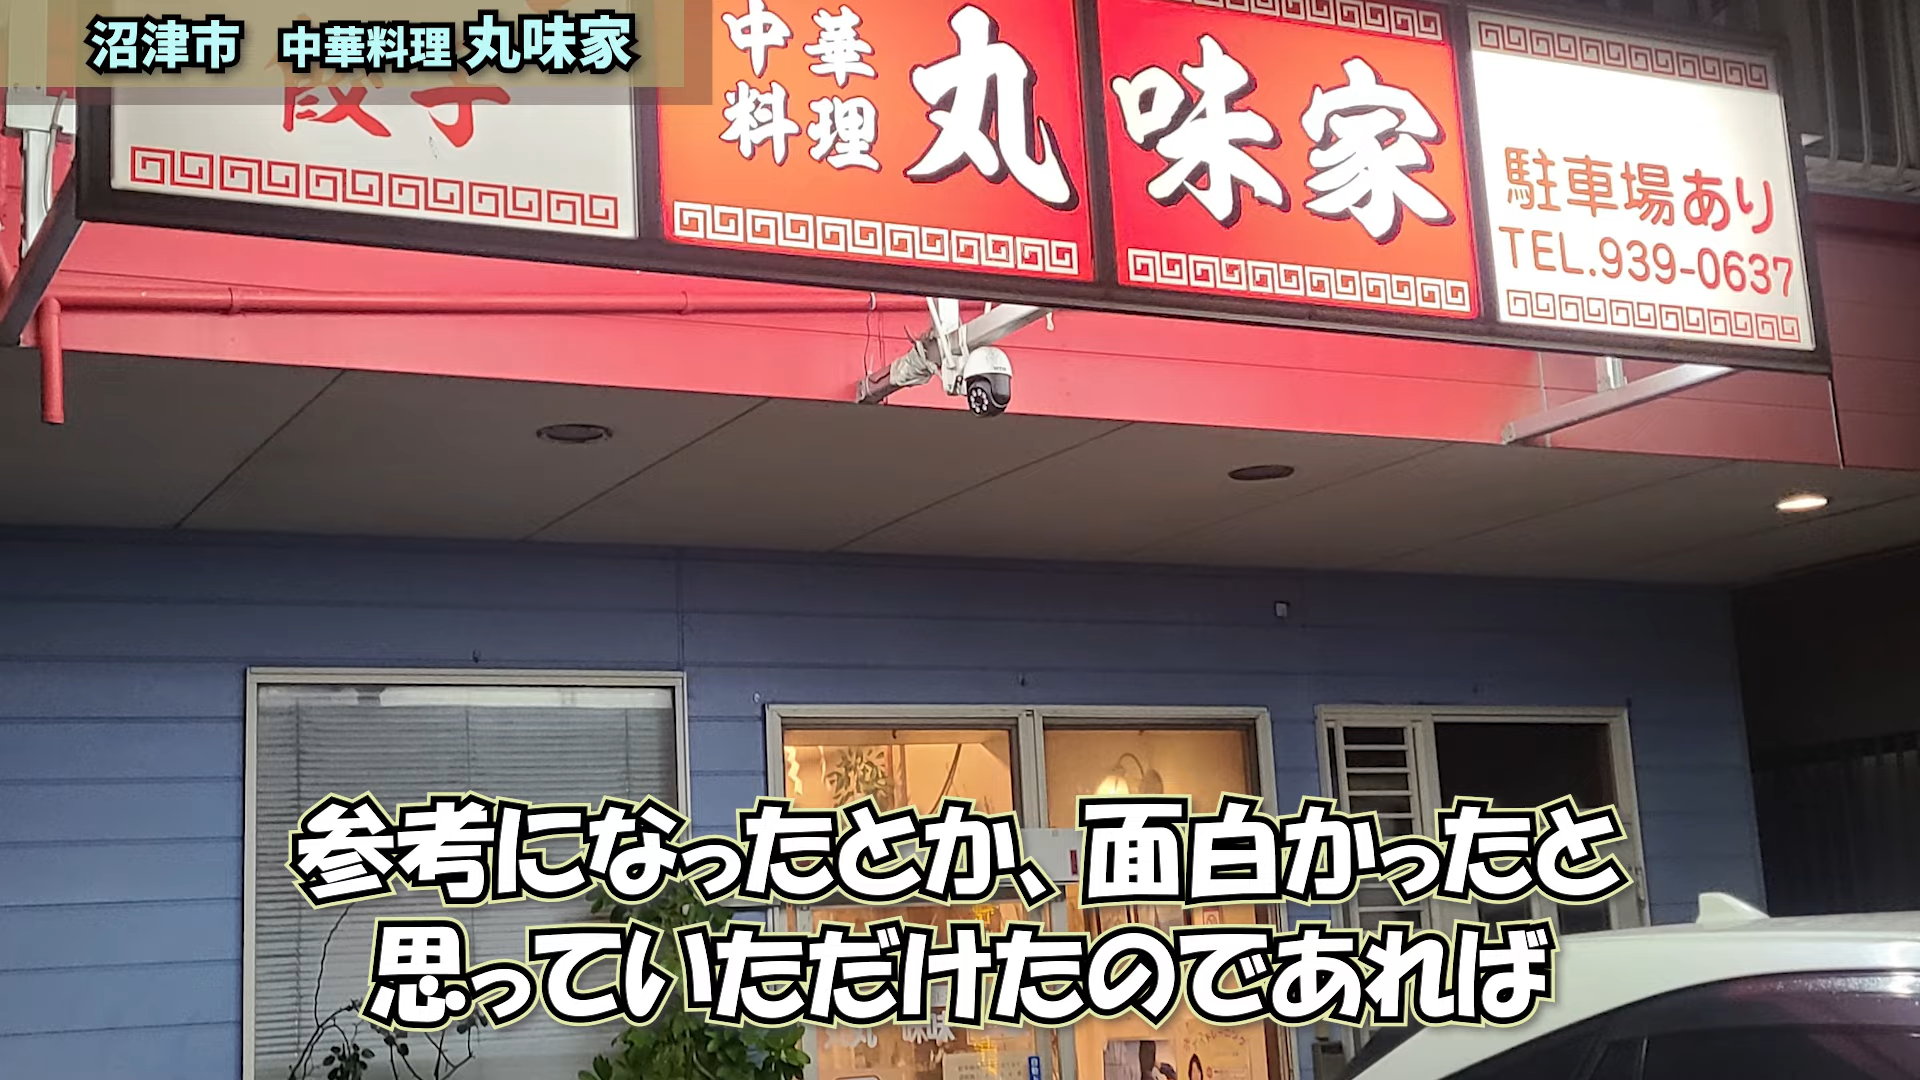 沼津市 中華料理 丸味家
餃子
中華
料理
丸味家
駐車場あり
TEL.939-0637
参考になったとか、面白かったと
思っていただけたのであれば